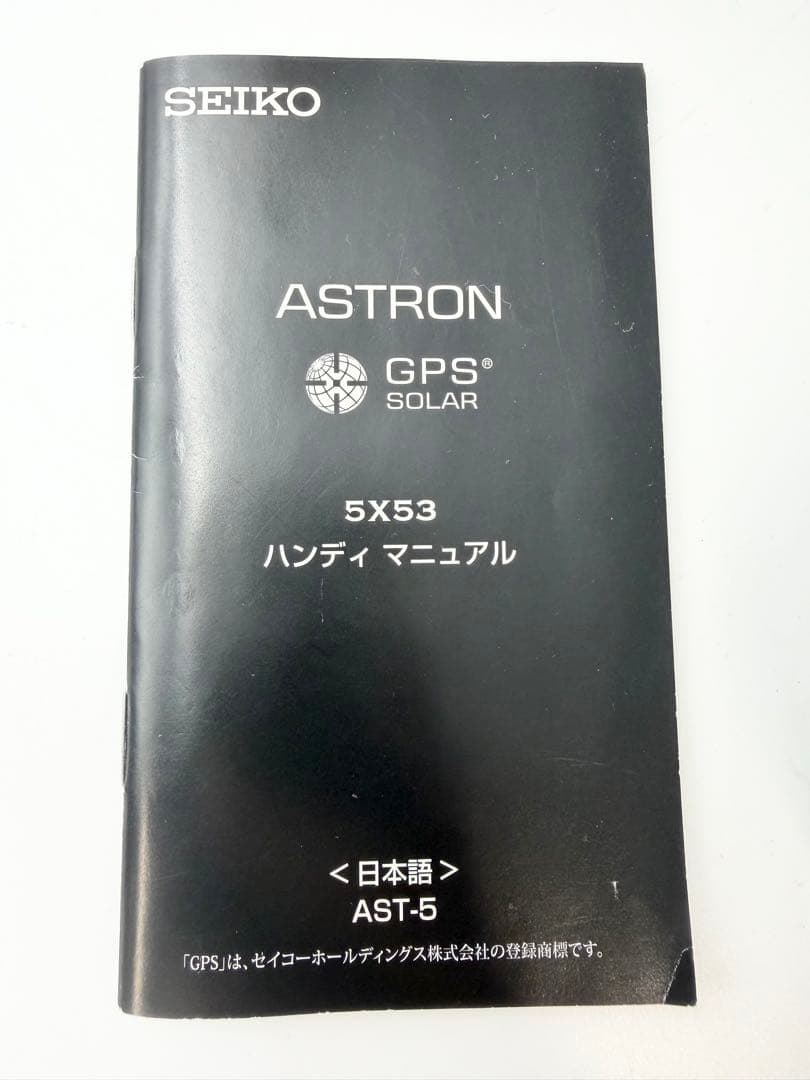 SEIKO
ASTRON
GPS®
SOLAR
5X53
ハンディ マニュアル
＜日本語＞
AST-5
「GPS」は、セイコーホールディングス株式会社の登録商標です。